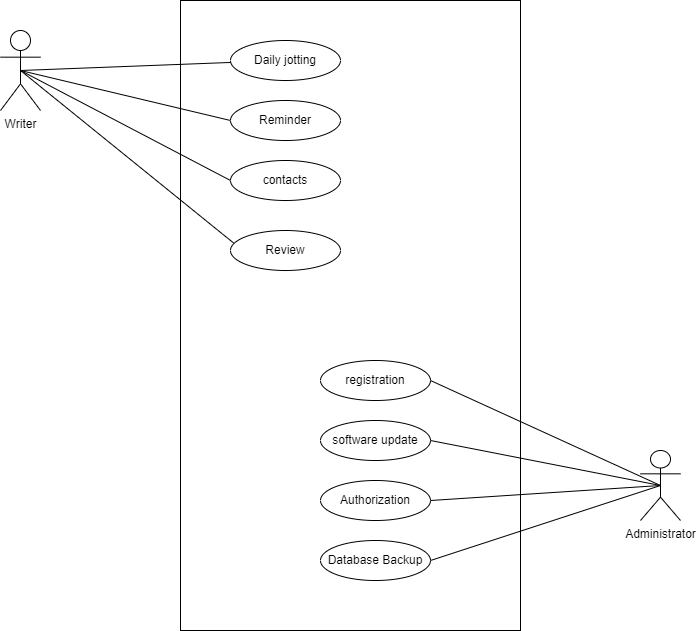 Daily jotting
Reminder
Writer
contacts
Review
registration
software update
Authorization
Administrator
Database Backup